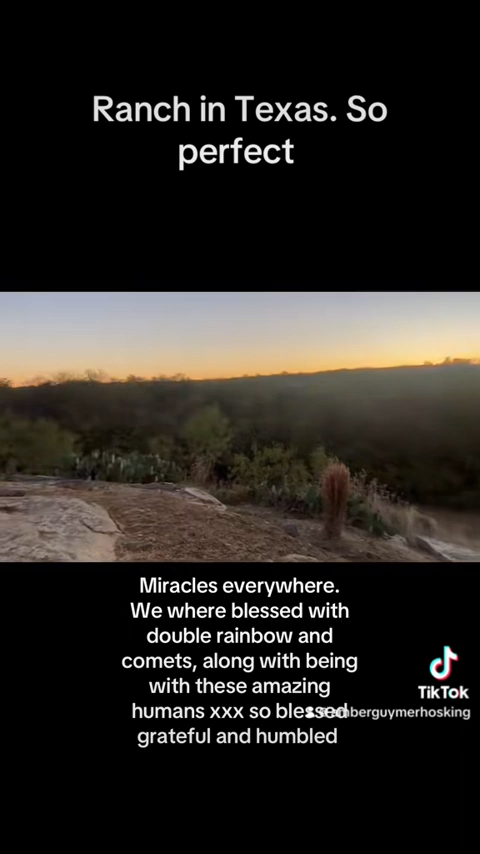 Ranch in Texas. So
perfect
Miracles everywhere.
We where blessed with
double rainbow and
comets, along with being
with these amazing
humans xxx so blessed
grateful and humbled
TikTok